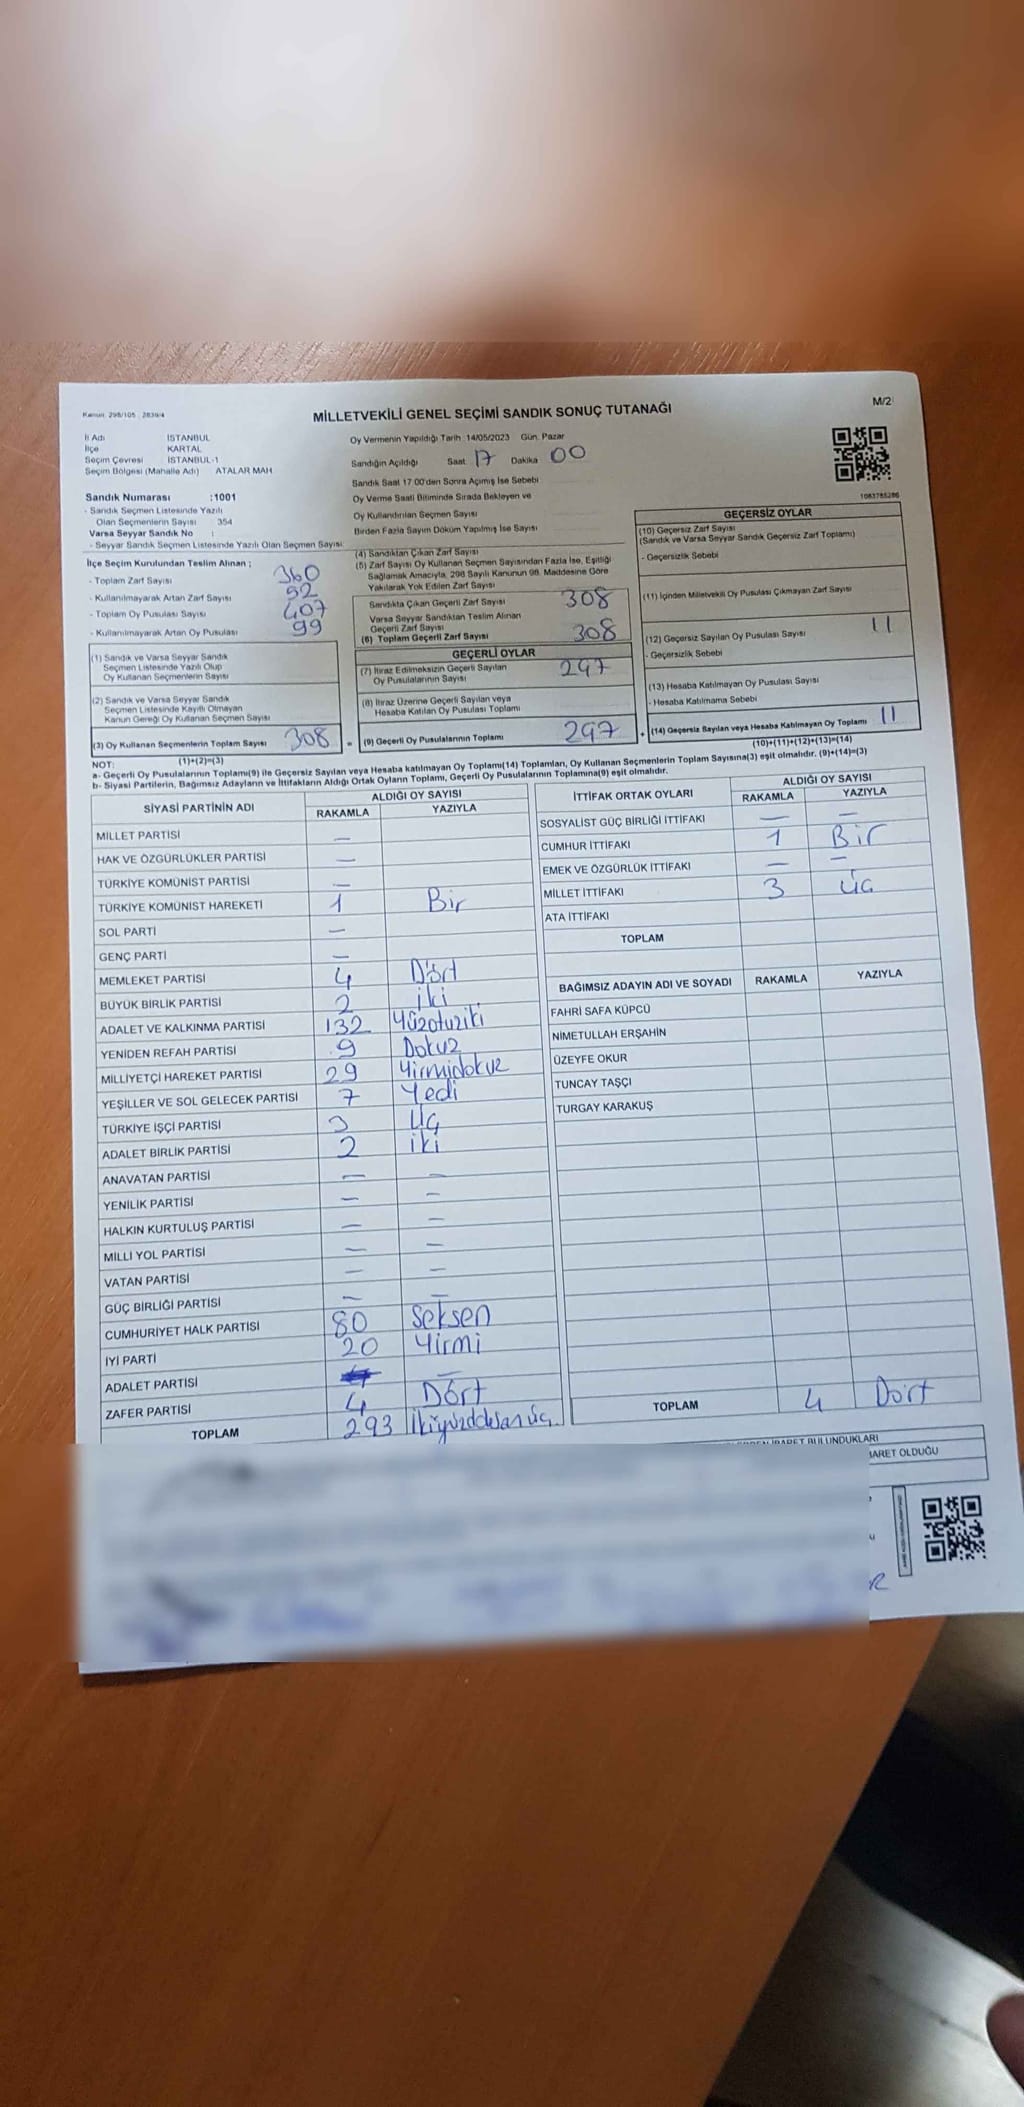 Kanun: 298/105 , 2839/4
MİLLETVEKİLİ GENEL SEÇİMİ SANDIK SONUÇ TUTANAĞI
M/2
İl Adı İSTANBUL
İlçe KARTAL
Seçim Çevresi İSTANBUL-1
Seçim Bölgesi (Mahalle Adı) ATALAR MAH
Sandık Numarası :1001
- Sandık Seçmen Listesinde Yazılı
Olan Seçmenlerin Sayısı 354
Varsa Seyyar Sandık No :
- Seyyar Sandık Seçmen Listesinde Yazılı Olan Seçmen Sayısı:
İlçe Seçim Kurulundan Teslim Alınan ;
- Toplam Zarf Sayısı 360
- Kullanılmayarak Artan Zarf Sayısı 52
- Toplam Oy Pusulası Sayısı 407
- Kullanılmayarak Artan Oy Pusulası 99
(1) Sandık ve Varsa Seyyar Sandık
Seçmen Listesinde Yazılı Olup
Oy Kullanan Seçmenlerin Sayısı
(2) Sandık ve Varsa Seyyar Sandık
Seçmen Listesinde Kayıtlı Olmayan
Kanun Gereği Oy Kullanan Seçmen Sayısı
(3) Oy Kullanan Seçmenlerin Toplam Sayısı 308 =
(1)+(2)=(3)
Oy Vermenin Yapıldığı Tarih :14/05/2023 Gün: Pazar
Sandığın Açıldığı Saat 17 Dakika 00
Sandık Saat 17:00'den Sonra Açmış İse Sebebi
Oy Verme Saati Bitiminde Sırada Bekleyen ve
Oy Kullandırılan Seçmen Sayısı
Birden Fazla Sayım Döküm Yapılmış İse Sayısı
(4) Sandıktan Çıkan Zarf Sayısı
(5) Zarf Sayısı Oy Kullanan Seçmen Sayısından Fazla İse, Eşitliği
Sağlamak Amacıyla, 298 Sayılı Kanunun 98. Maddesine Göre
Yakılarak Yok Edilen Zarf Sayısı
Sandıkta Çıkan Geçerli Zarf Sayısı 308
Varsa Seyyar Sandıktan Teslim Alınan
Geçerli Zarf Sayısı
(6) Toplam Geçerli Zarf Sayısı 308
GEÇERLİ OYLAR
(7) İtiraz Edilmeksizin Geçerli Sayılan
Oy Pusulalarının Sayısı 297
(8) İtiraz Üzerine Geçerli Sayılan veya
Hesaba Katılan Oy Pusulası Toplamı
(9) Geçerli Oy Pusulalarının Toplamı 297 +
1083785286
GEÇERSİZ OYLAR
(10) Geçersiz Zarf Sayısı
(Sandık ve Varsa Seyyar Sandık Geçersiz Zarf Toplamı)
- Geçersizlik Sebebi
(11) İçinden Milletvekili Oy Pusulası Çıkmayan Zarf Sayısı
(12) Geçersiz Sayılan Oy Pusulası Sayısı 11
- Geçersizlik Sebebi
(13) Hesaba Katılmayan Oy Pusulası Sayısı
- Hesaba Katılmama Sebebi
(14) Geçersiz Sayılan veya Hesaba Katılmayan Oy Toplamı 11
(10)+(11)+(12)+(13)=(14)
NOT:
a- Geçerli Oy Pusulalarının Toplamı(9) ile Geçersiz Sayılan veya Hesaba katılmayan Oy Toplamı(14) Toplamları, Oy Kullanan Seçmenlerin Toplam Sayısına(3) eşit olmalıdır. (9)+(14)=(3)
b- Siyasi Partilerin, Bağımsız Adayların ve İttifakların Aldığı Ortak Oyların Toplamı, Geçerli Oy Pusulalarının Toplamına(9) eşit olmalıdır.
SİYASİ PARTİNİN ADI ALDIĞI OY SAYISI
RAKAMLA YAZIYLA
MİLLET PARTİSİ —
HAK VE ÖZGÜRLÜKLER PARTİSİ —
TÜRKİYE KOMÜNİST PARTİSİ —
TÜRKİYE KOMÜNİST HAREKETİ 1 Bir
SOL PARTİ —
GENÇ PARTİ —
MEMLEKET PARTİSİ 4 Dört
BÜYÜK BİRLİK PARTİSİ 2 iki
ADALET VE KALKINMA PARTİSİ 132 Yüzotuziki
YENİDEN REFAH PARTİSİ 9 Dokuz
MİLLİYETÇİ HAREKET PARTİSİ 29 Yirmidokuz
YEŞİLLER VE SOL GELECEK PARTİSİ 7 Yedi
TÜRKİYE İŞÇİ PARTİSİ 3 Üç
ADALET BİRLİK PARTİSİ 2 iki
ANAVATAN PARTİSİ — —
YENİLİK PARTİSİ — —
HALKIN KURTULUŞ PARTİSİ — —
MİLLİ YOL PARTİSİ — —
VATAN PARTİSİ — —
GÜÇ BİRLİĞİ PARTİSİ — —
CUMHURİYET HALK PARTİSİ 80 Seksen
İYİ PARTİ 20 Yirmi
ADALET PARTİSİ —
ZAFER PARTİSİ 4 Dört
TOPLAM 293 İkiyüzdoksanüç
İTTİFAK ORTAK OYLARI ALDIĞI OY SAYISI
RAKAMLA YAZIYLA
SOSYALİST GÜÇ BİRLİĞİ İTTİFAKI — —
CUMHUR İTTİFAKI 1 Bir
EMEK VE ÖZGÜRLÜK İTTİFAKI — —
MİLLET İTTİFAKI 3 üç
ATA İTTİFAKI
TOPLAM
BAĞIMSIZ ADAYIN ADI VE SOYADI RAKAMLA YAZIYLA
FAHRİ SAFA KÜPCÜ
NİMETULLAH ERŞAHİN
ÜZEYFE OKUR
TUNCAY TAŞÇI
TURGAY KARAKUŞ
TOPLAM 4 Dört
İBARET BULUNDUKLARI
BARET OLDUĞU